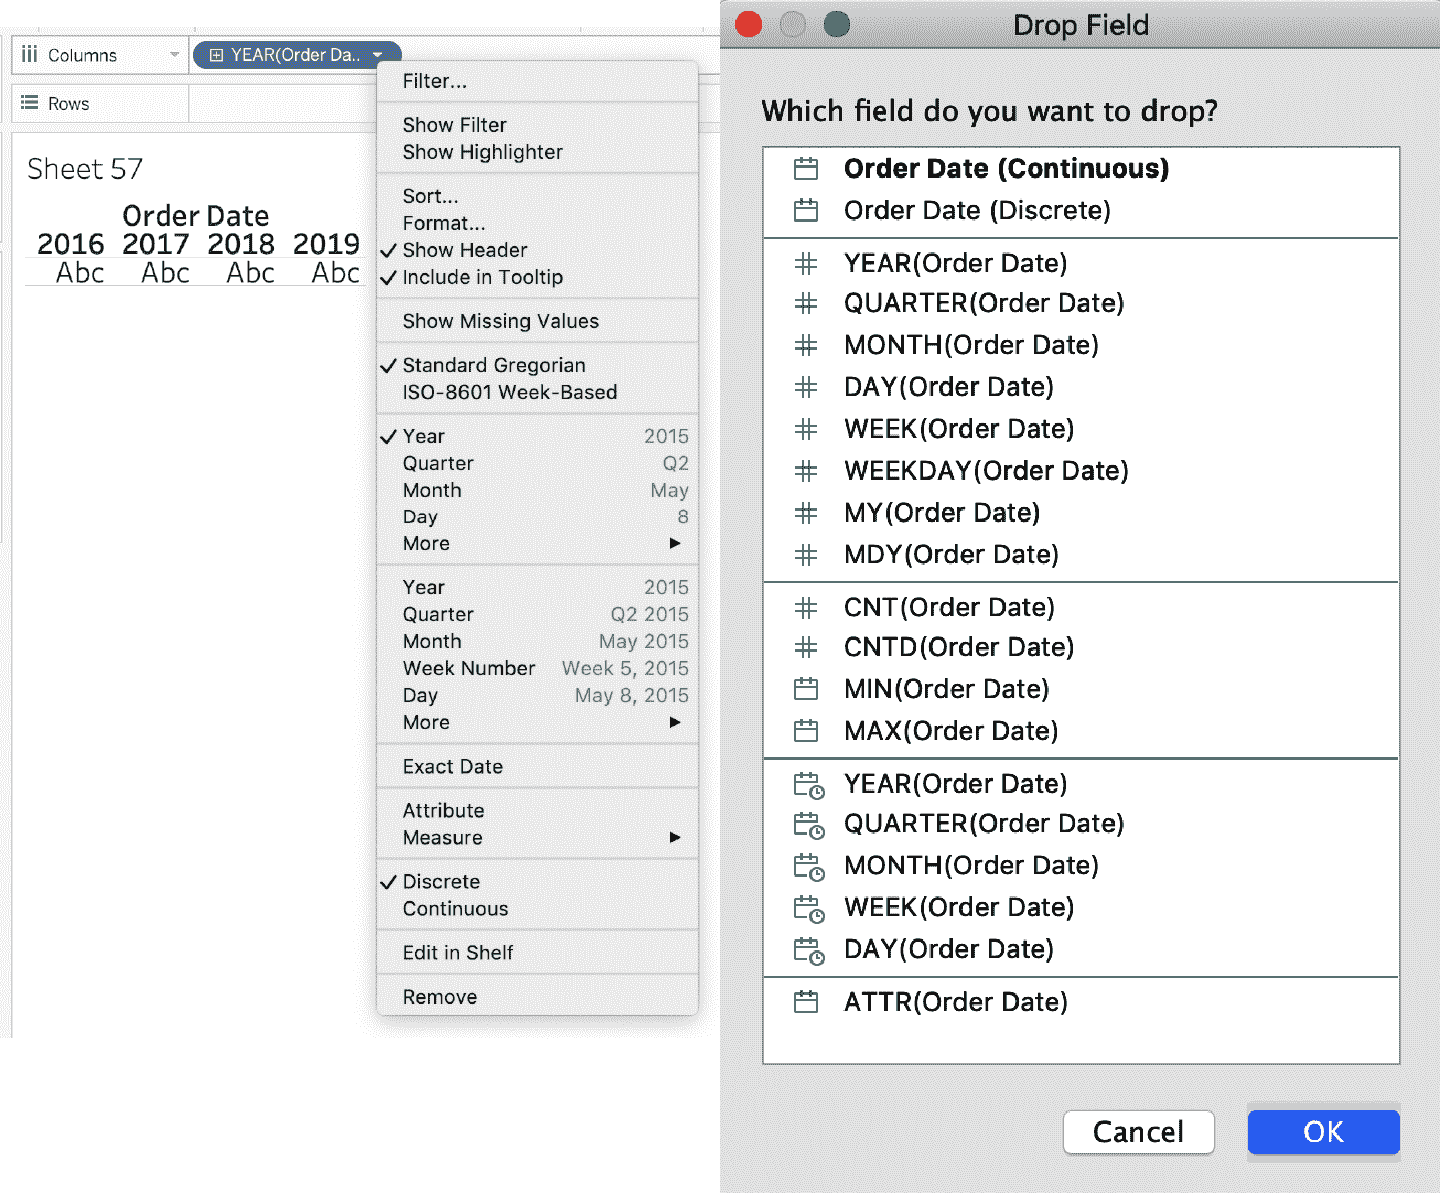 Columns
YEAR(Order Da..
Rows
Sheet 57
Order Date
2016 2017 2018 2019
Abc Abc Abc Abc
Filter...
Show Filter
Show Highlighter
Sort...
Format...
Show Header
Include in Tooltip
Show Missing Values
Standard Gregorian
ISO-8601 Week-Based
Year 2015
Quarter Q2
Month May
Day 8
More
Year 2015
Quarter Q2 2015
Month May 2015
Week Number Week 5, 2015
Day May 8, 2015
More
Exact Date
Attribute
Measure
Discrete
Continuous
Edit in Shelf
Remove
Drop Field
Which field do you want to drop?
Order Date (Continuous)
Order Date (Discrete)
YEAR(Order Date)
QUARTER(Order Date)
MONTH(Order Date)
DAY(Order Date)
WEEK(Order Date)
WEEKDAY(Order Date)
MY(Order Date)
MDY(Order Date)
CNT(Order Date)
CNTD(Order Date)
MIN(Order Date)
MAX(Order Date)
YEAR(Order Date)
QUARTER(Order Date)
MONTH(Order Date)
WEEK(Order Date)
DAY(Order Date)
ATTR(Order Date)
Cancel OK